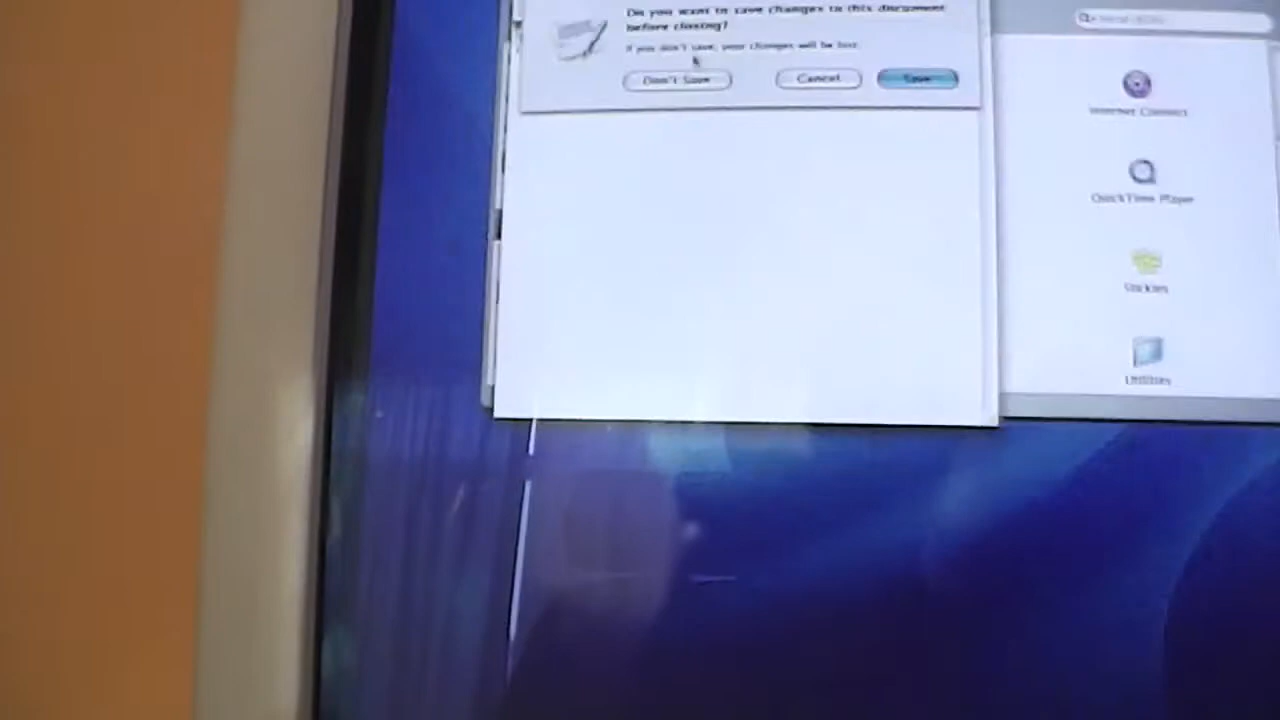 Do you want to save changes to this document
before closing?
If you don't save, your changes will be lost.
Don't Save
Cancel
Save
Internet Connect
QuickTime Player
Stickies
Utilities